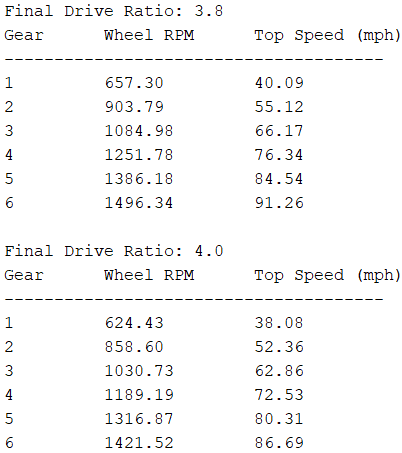 Final Drive Ratio: 3.8
Gear Wheel RPM Top Speed (mph)
--------------------------------------
1 657.30 40.09
2 903.79 55.12
3 1084.98 66.17
4 1251.78 76.34
5 1386.18 84.54
6 1496.34 91.26
Final Drive Ratio: 4.0
Gear Wheel RPM Top Speed (mph)
--------------------------------------
1 624.43 38.08
2 858.60 52.36
3 1030.73 62.86
4 1189.19 72.53
5 1316.87 80.31
6 1421.52 86.69